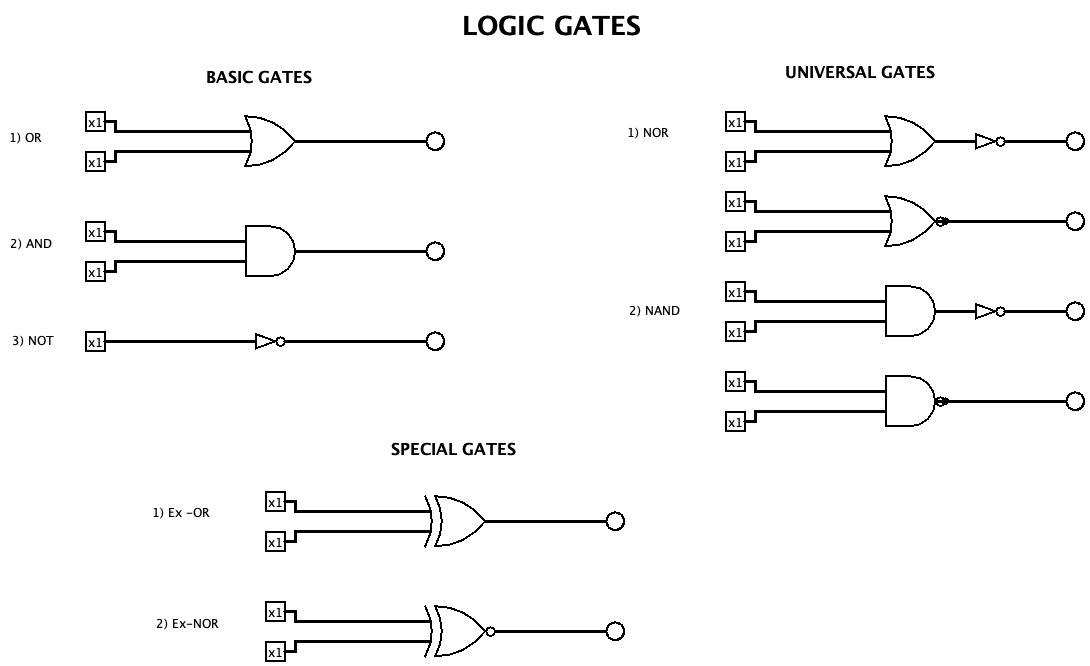 LOGIC GATES
BASIC GATES
1) OR
x1
x1
2) AND
x1
x1
3) NOT
x1
UNIVERSAL GATES
1) NOR
x1
x1
x1
x1
2) NAND
x1
x1
x1
x1
SPECIAL GATES
1) Ex -OR
x1
x1
2) Ex-NOR
x1
x1